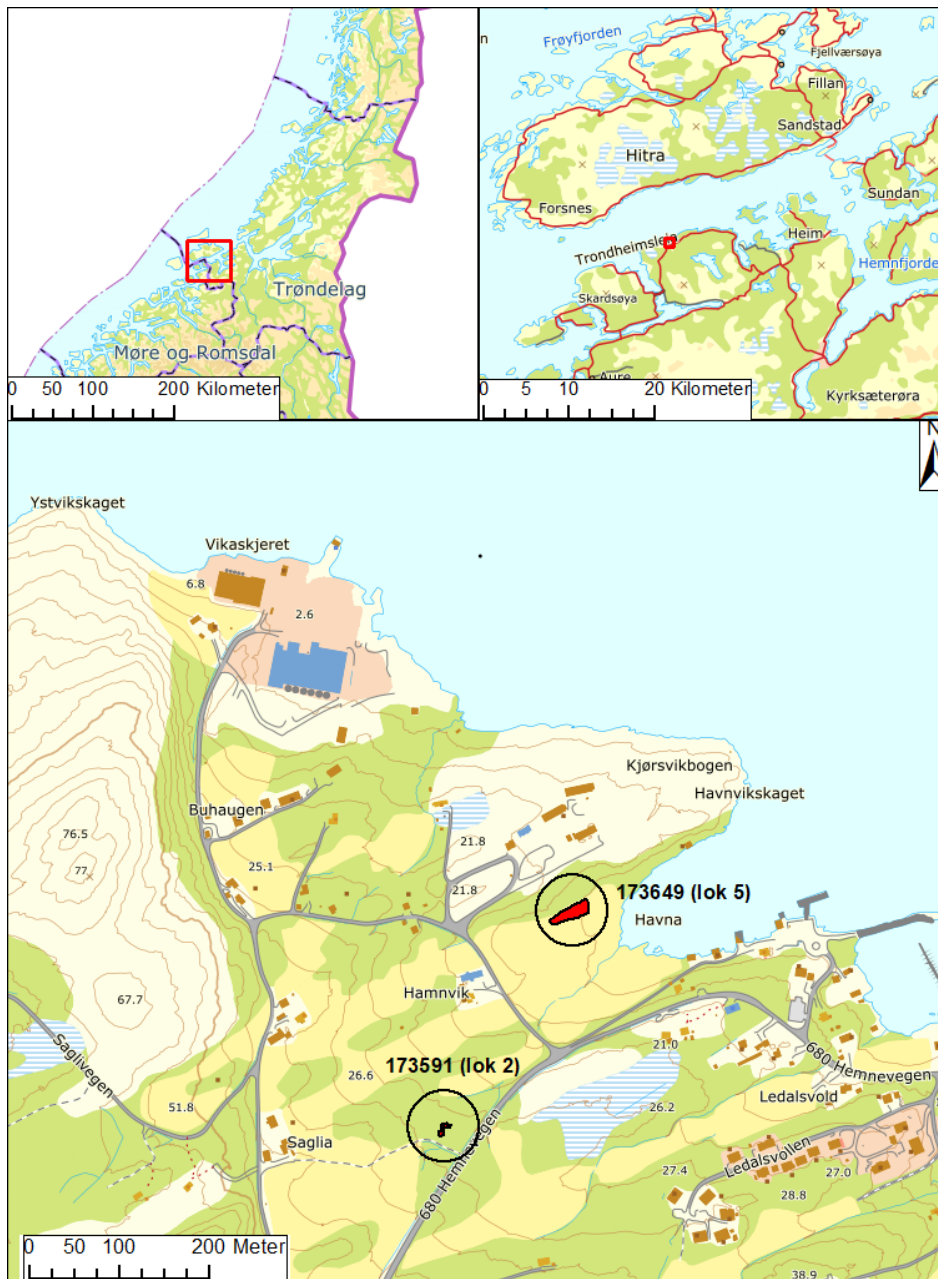 Trøndelag
Møre og Romsdal
0 50 100 200 Kilometer
n
Frøyfjorden
Fjellværsøya
Fillan
Sandstad
Hitra
Forsnes
Sundan
Heim
Trondheimsleia
Hemnfjorde
Skardsøya
Aure
Kyrksæterøra
0 5 10 20 Kilometer
N
Ystvikskaget
Vikaskjeret
6.8
2.6
Kjørsvikbogen
Havnvikskaget
Buhaugen
76.5
77
21.8
25.1
21.8
173649 (lok 5)
Havna
Hamnvik
67.7
Saglivegen
21.0
680 Hemnevegen
173591 (lok 2)
26.6
26.2
Ledalsvold
51.8
Saglia
Ledalsvollen
27.4
27.0
28.8
680 Hemnevegen
38.9
0 50 100 200 Meter